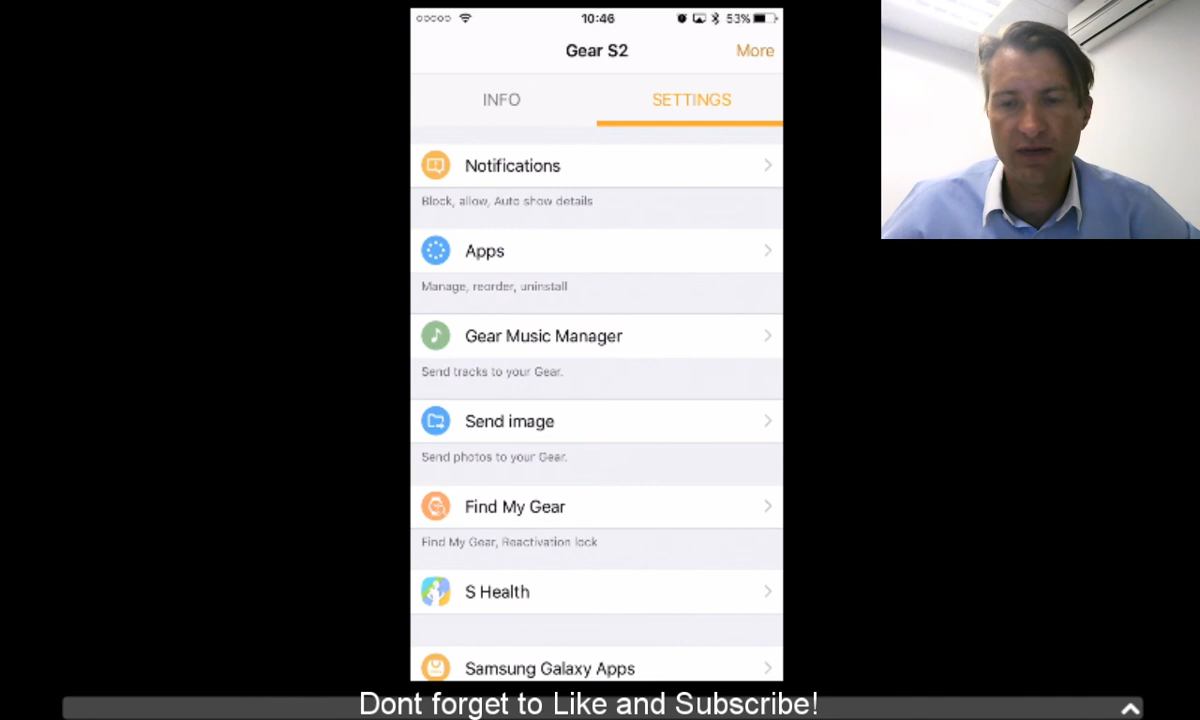 10:46
53%
Gear S2
More
INFO
SETTINGS
Notifications
Block, allow, Auto show details
Apps
Manage, reorder, uninstall
Gear Music Manager
Send tracks to your Gear.
Send image
Send photos to your Gear.
Find My Gear
Find My Gear, Reactivation lock
S Health
Samsung Galaxy Apps
Dont forget to Like and Subscribe!